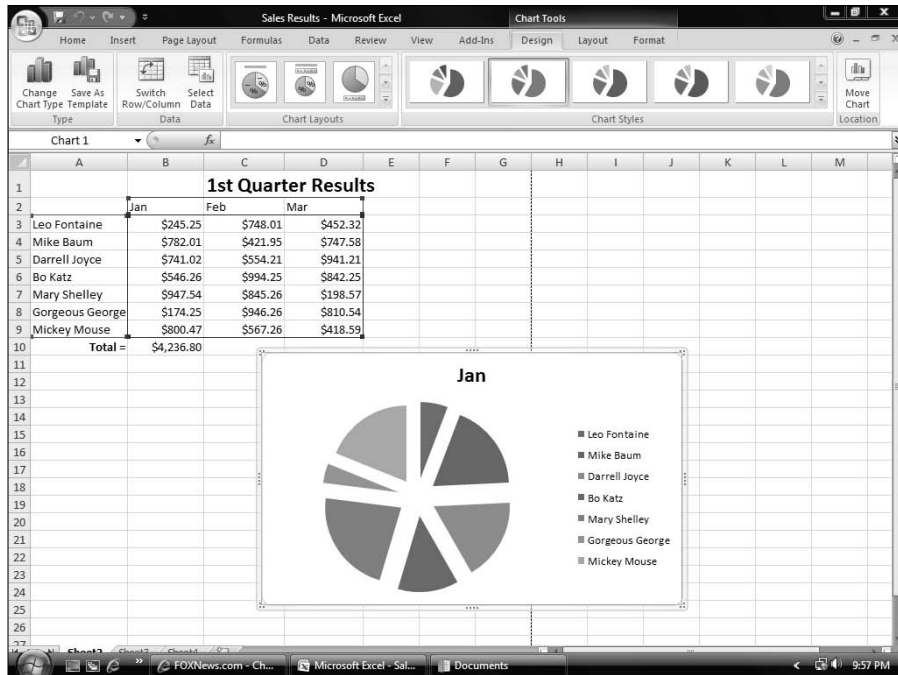 Sales Results - Microsoft Excel
Chart Tools
Home Insert Page Layout Formulas Data Review View Add-Ins Design Layout Format
Change Chart Type
Save As Template
Switch Row/Column
Select Data
Move Chart
Type Data Chart Layouts Chart Styles Location
Chart 1 fx
A B C D E F G H I J K L M
1 1st Quarter Results
2 Jan Feb Mar
3 Leo Fontaine $245.25 $748.01 $452.32
4 Mike Baum $782.01 $421.95 $747.58
5 Darrell Joyce $741.02 $554.21 $941.21
6 Bo Katz $546.26 $994.25 $842.25
7 Mary Shelley $947.54 $845.26 $198.57
8 Gorgeous George $174.25 $946.26 $810.54
9 Mickey Mouse $800.47 $567.26 $418.59
10 Total = $4,236.80
11
12
13
14
15
16
17
18
19
20
21
22
23
24
25
26
27
Jan
Leo Fontaine
Mike Baum
Darrell Joyce
Bo Katz
Mary Shelley
Gorgeous George
Mickey Mouse
Sheet2 Sheet3 Sheet4
FOXNews.com - Ch... Microsoft Excel - Sal... Documents 9:57 PM